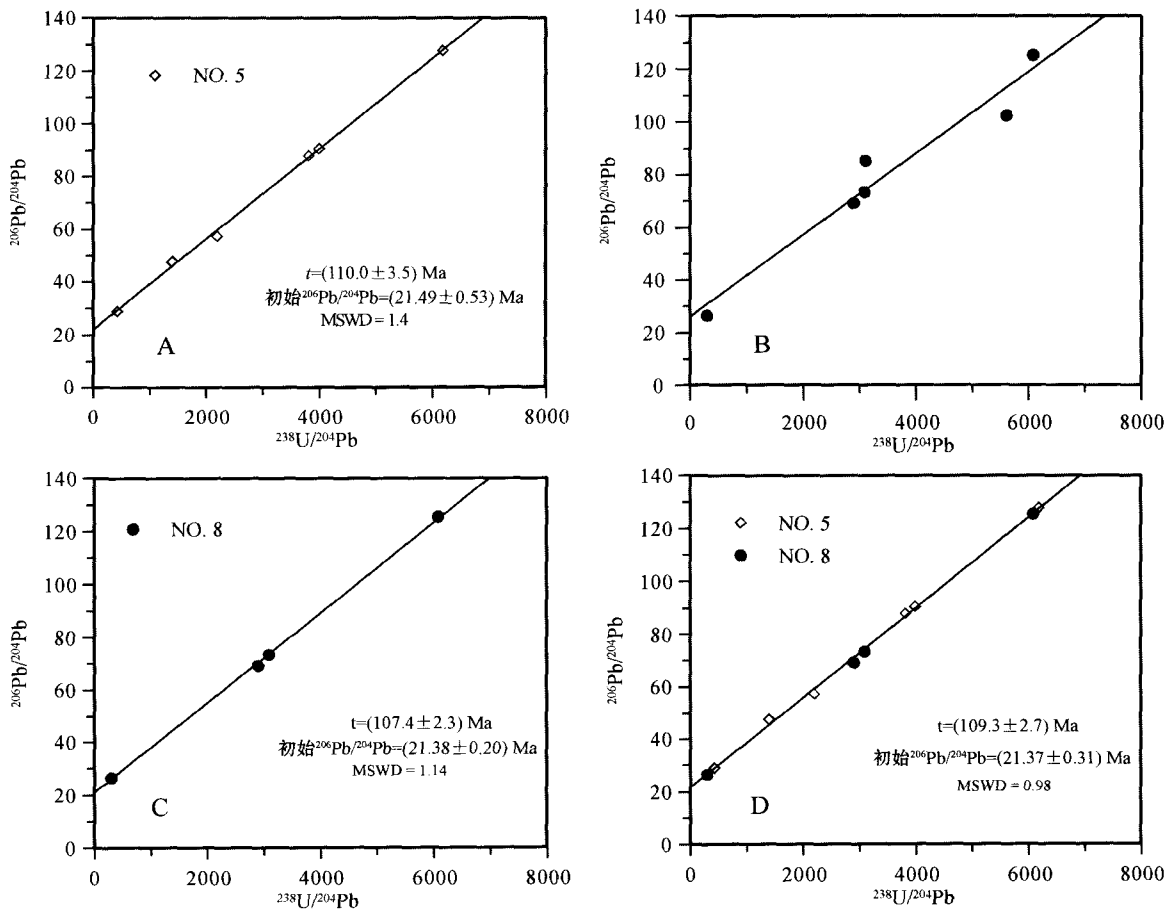 140
120
100
80
60
40
20
0
²⁰⁶Pb/²⁰⁴Pb
NO. 5
t=(110.0±3.5) Ma
初始²⁰⁶Pb/²⁰⁴Pb=(21.49±0.53) Ma
MSWD = 1.4
A
0 2000 4000 6000 8000
²³⁸U/²⁰⁴Pb
140
120
100
80
60
40
20
0
²⁰⁶Pb/²⁰⁴Pb
B
0 2000 4000 6000 8000
²³⁸U/²⁰⁴Pb
140
120
100
80
60
40
20
0
²⁰⁶Pb/²⁰⁴Pb
NO. 8
t=(107.4±2.3) Ma
初始²⁰⁶Pb/²⁰⁴Pb=(21.38±0.20) Ma
MSWD = 1.14
C
0 2000 4000 6000 8000
²³⁸U/²⁰⁴Pb
140
120
100
80
60
40
20
0
²⁰⁶Pb/²⁰⁴Pb
NO. 5
NO. 8
t=(109.3±2.7) Ma
初始²⁰⁶Pb/²⁰⁴Pb=(21.37±0.31) Ma
MSWD = 0.98
D
0 2000 4000 6000 8000
²³⁸U/²⁰⁴Pb